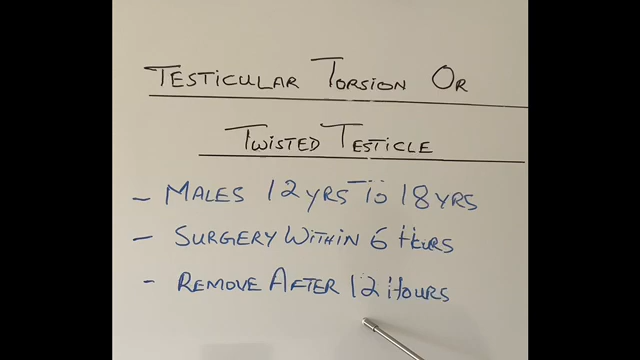 TESTICULAR TORSION OR
TWISTED TESTICLE
- MALES 12 YRS TO 18 YRS
- SURGERY WITHIN 6 HOURS
- REMOVE AFTER 12 HOURS